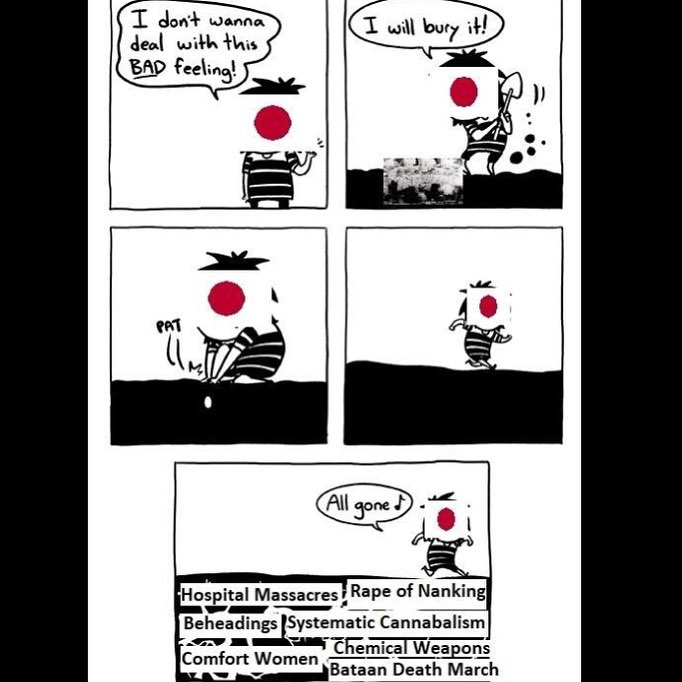 I don't wanna
deal with this
BAD feeling!
I will bury it!
PAT
All gone♪
Hospital Massacres
Rape of Nanking
Beheadings
Systematic Cannabalism
Comfort Women
Chemical Weapons
Bataan Death March